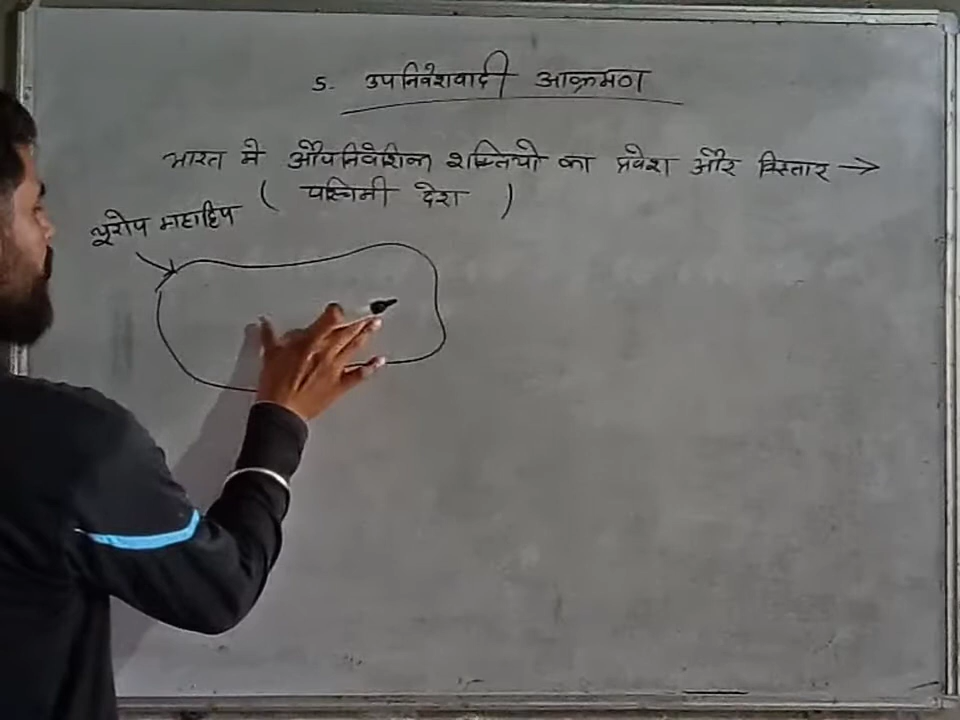 5. उपनिवेशवादी आक्रमण
भारत मे औपनिवेशिक शक्तियो का प्रवेश और विस्तार →
( पश्चिमी देश )
यूरोप महाद्विप